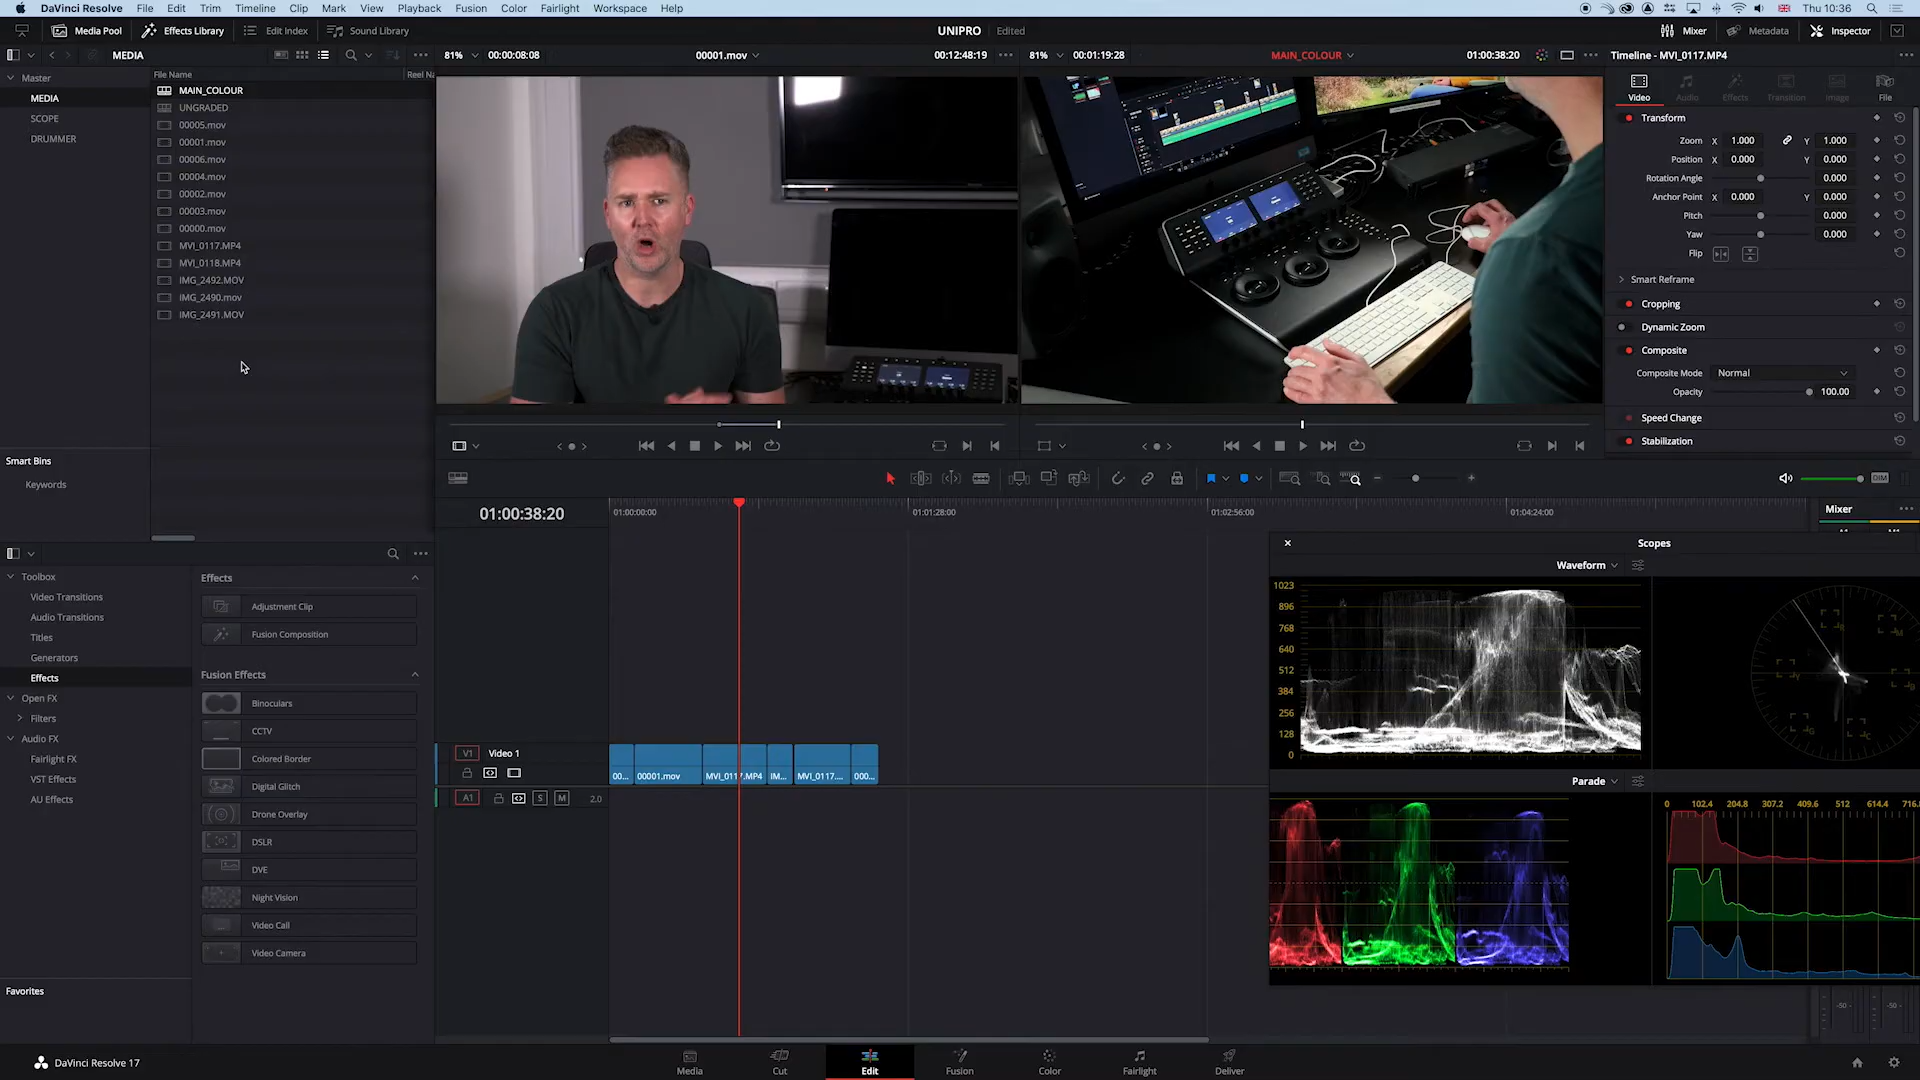 DaVinci Resolve File Edit Trim Timeline Clip Mark View Playback Fusion Color Fairlight Workspace Help Thu 10:36
Media Pool Effects Library Edit Index Sound Library UNIPRO Edited Mixer Metadata Inspector
MEDIA 81% 00:00:08:08 00001.mov 00:12:48:19 81% 00:01:19:28 MAIN_COLOUR 01:00:38:20 Timeline - MVI_0117.MP4
Master
MEDIA
SCOPE
DRUMMER
File Name Reel Na
MAIN_COLOUR
UNGRADED
00005.mov
00001.mov
00006.mov
00004.mov
00002.mov
00003.mov
00000.mov
MVI_0117.MP4
MVI_0118.MP4
IMG_2492.MOV
IMG_2490.mov
IMG_2491.MOV
Smart Bins
Keywords
Video Audio Effects Transition Image File
Transform
Zoom X 1.000 Y 1.000
Position X 0.000 Y 0.000
Rotation Angle 0.000
Anchor Point X 0.000 Y 0.000
Pitch 0.000
Yaw 0.000
Flip
Smart Reframe
Cropping
Dynamic Zoom
Composite
Composite Mode Normal
Opacity 100.00
Speed Change
Stabilization
DIM
01:00:38:20 01:00:00:00 01:01:28:00 01:02:56:00 01:04:24:00
Mixer
V1 Video 1
00... 00001.mov MVI_0117.MP4 IM... MVI_0117.... 000...
A1 S M 2.0
Scopes
Waveform
1023
896
768
640
512
384
256
128
0
Parade
0 102.4 204.8 307.2 409.6 512 614.4 716.
-50 -50
Toolbox
Video Transitions
Audio Transitions
Titles
Generators
Effects
Open FX
Filters
Audio FX
Fairlight FX
VST Effects
AU Effects
Favorites
Effects
Adjustment Clip
Fusion Composition
Fusion Effects
Binoculars
CCTV
Colored Border
Digital Glitch
Drone Overlay
DSLR
DVE
Night Vision
Video Call
Video Camera
DaVinci Resolve 17
Media Cut Edit Fusion Color Fairlight Deliver